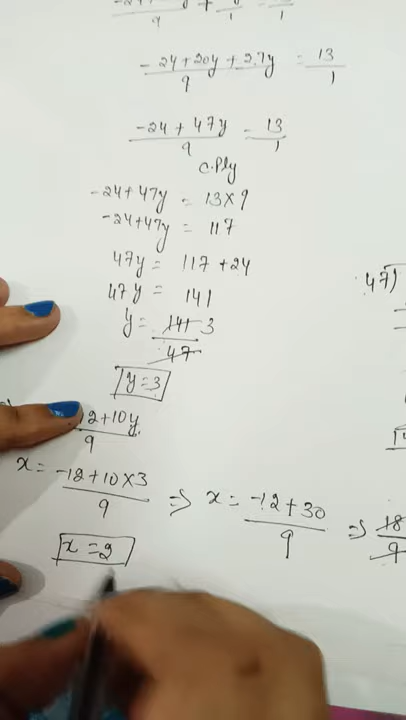 -24+20y+27y/9 = 13/1
-24+47y/9 = 13/1
C.Ply
-24+47y = 13×9
-24+47y = 117
47y = 117+24
47y = 141
47)
y = 141/47 3
y=3
12+10y/9
x = -12+10×3/9 ⇒ x = -12+30/9 ⇒ 18/9
x=2